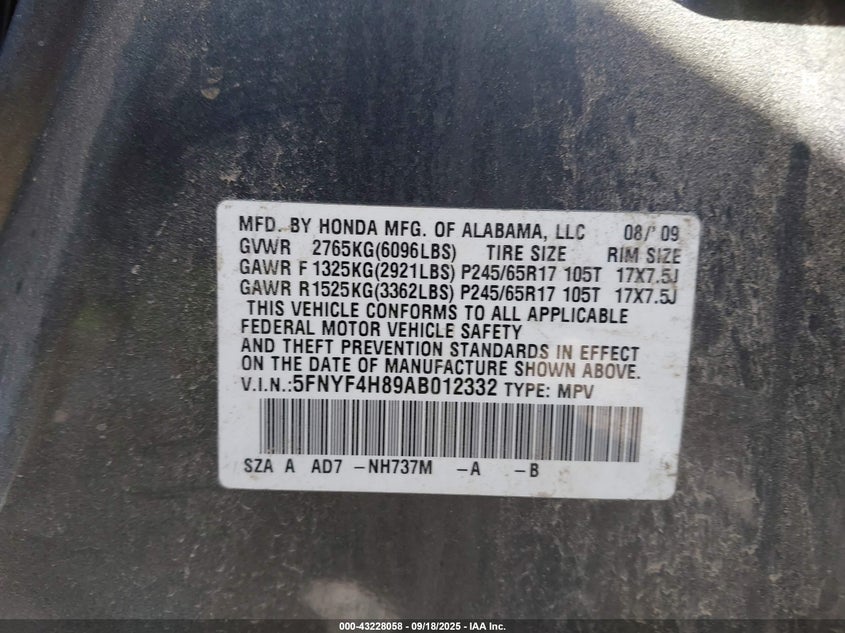 MFD. BY HONDA MFG. OF ALABAMA, LLC 08/'09
GVWR 2765KG(6096LBS) TIRE SIZE RIM SIZE
GAWR F 1325KG(2921LBS) P245/65R17 105T 17X7.5J
GAWR R1525KG(3362LBS) P245/65R17 105T 17X7.5J
THIS VEHICLE CONFORMS TO ALL APPLICABLE
FEDERAL MOTOR VEHICLE SAFETY
AND THEFT PREVENTION STANDARDS IN EFFECT
ON THE DATE OF MANUFACTURE SHOWN ABOVE.
V.I.N.:5FNYF4H89AB012332 TYPE: MPV
SZA A AD7 -NH737M -A -B
000-43228058 - 09/18/2025 - IAA Inc.